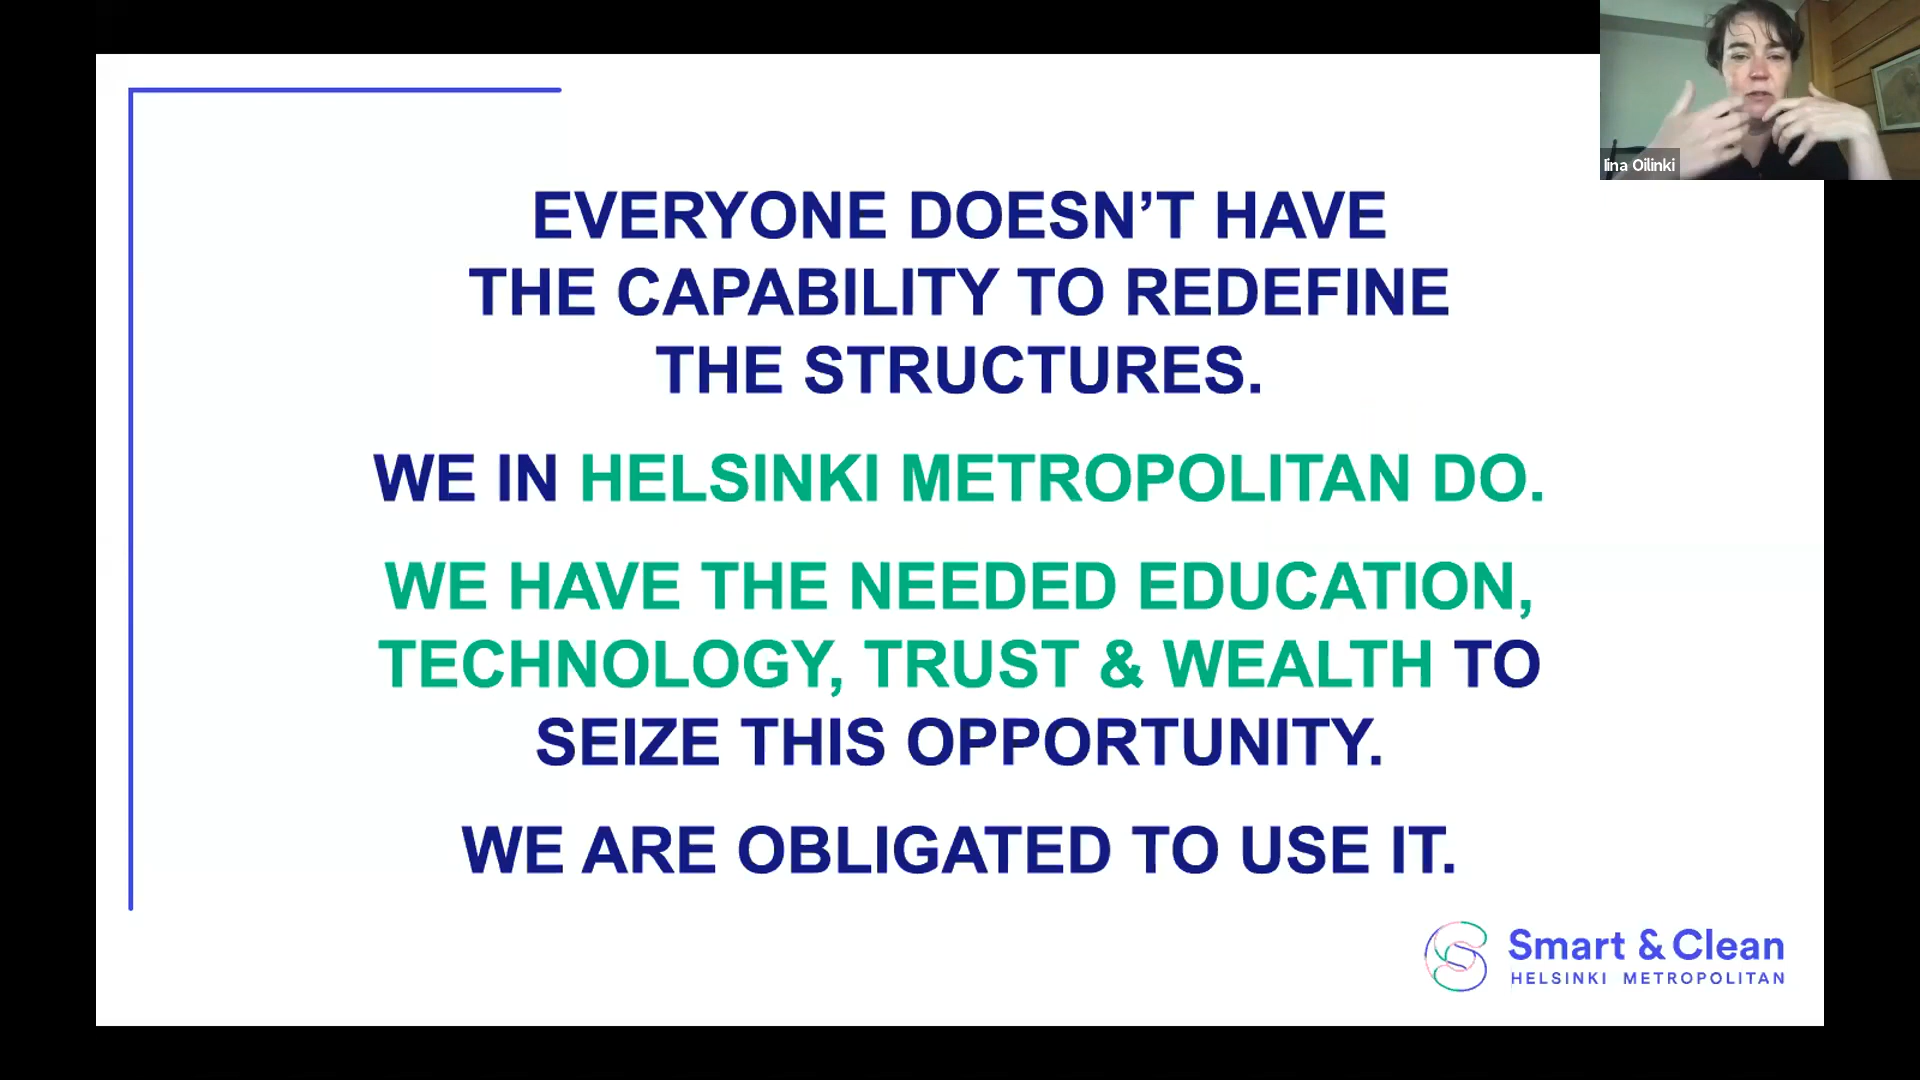 Iina Oilinki
EVERYONE DOESN’T HAVE
THE CAPABILITY TO REDEFINE
THE STRUCTURES.
WE IN HELSINKI METROPOLITAN DO.
WE HAVE THE NEEDED EDUCATION,
TECHNOLOGY, TRUST & WEALTH TO
SEIZE THIS OPPORTUNITY.
WE ARE OBLIGATED TO USE IT.
Smart & Clean
HELSINKI METROPOLITAN